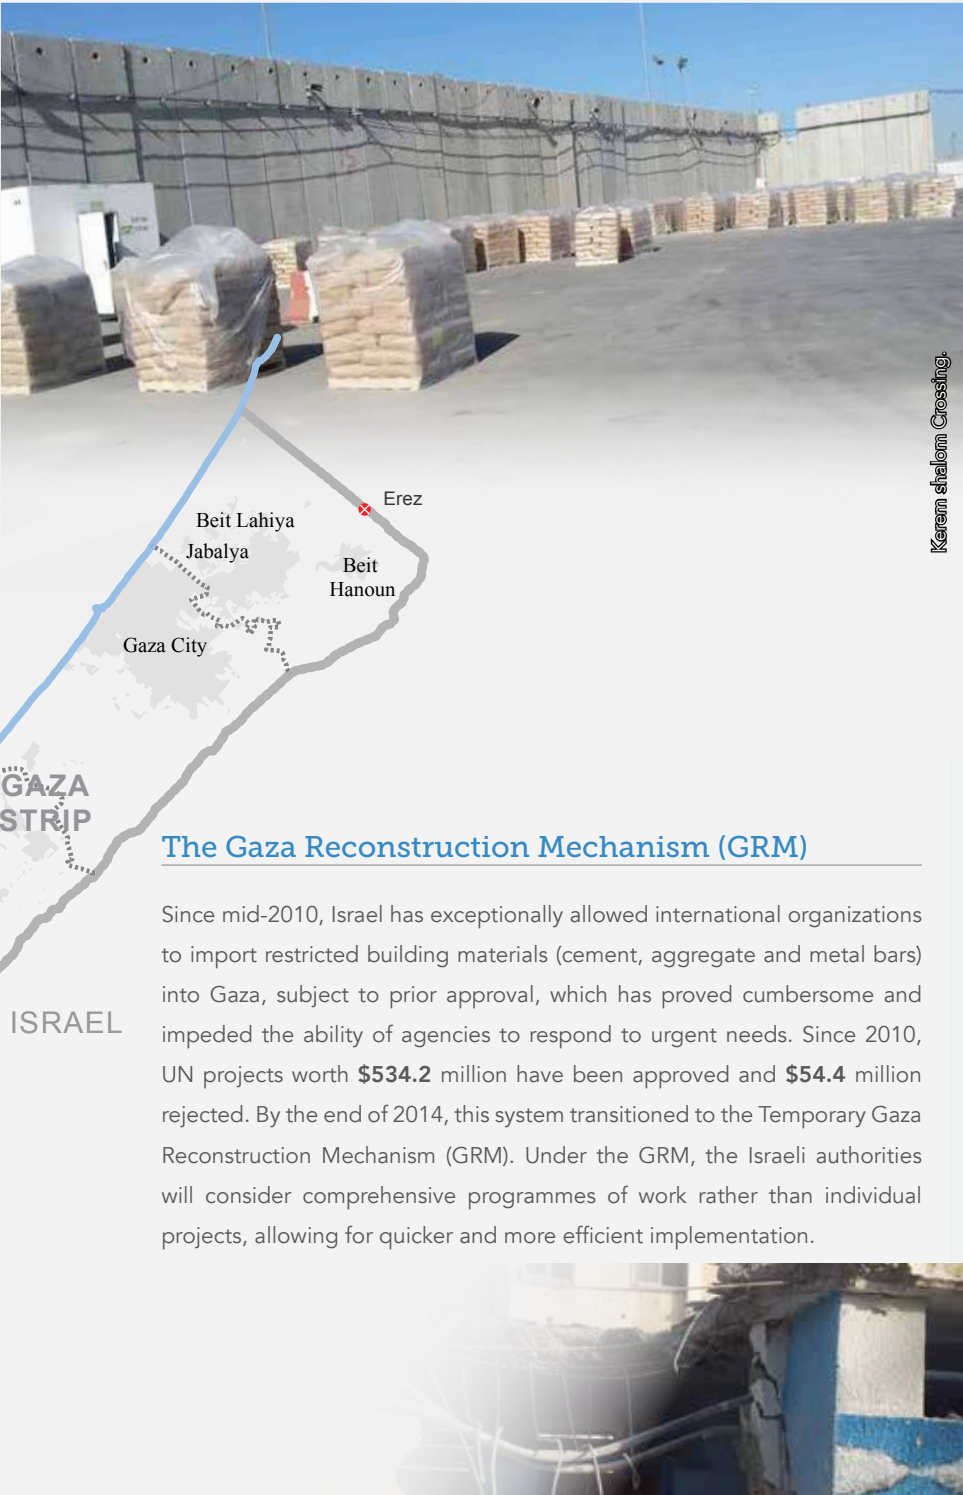 Kerem shalom Crossing.
Erez
Beit Lahiya
Jabalya
Beit
Hanoun
Gaza City
GAZA
STRIP
The Gaza Reconstruction Mechanism (GRM)
Since mid-2010, Israel has exceptionally allowed international organizations
to import restricted building materials (cement, aggregate and metal bars)
into Gaza, subject to prior approval, which has proved cumbersome and
ISRAEL
impeded the ability of agencies to respond to urgent needs. Since 2010,
UN projects worth $534.2 million have been approved and $54.4 million
rejected. By the end of 2014, this system transitioned to the Temporary Gaza
Reconstruction Mechanism (GRM). Under the GRM, the Israeli authorities
will consider comprehensive programmes of work rather than individual
projects, allowing for quicker and more efficient implementation.